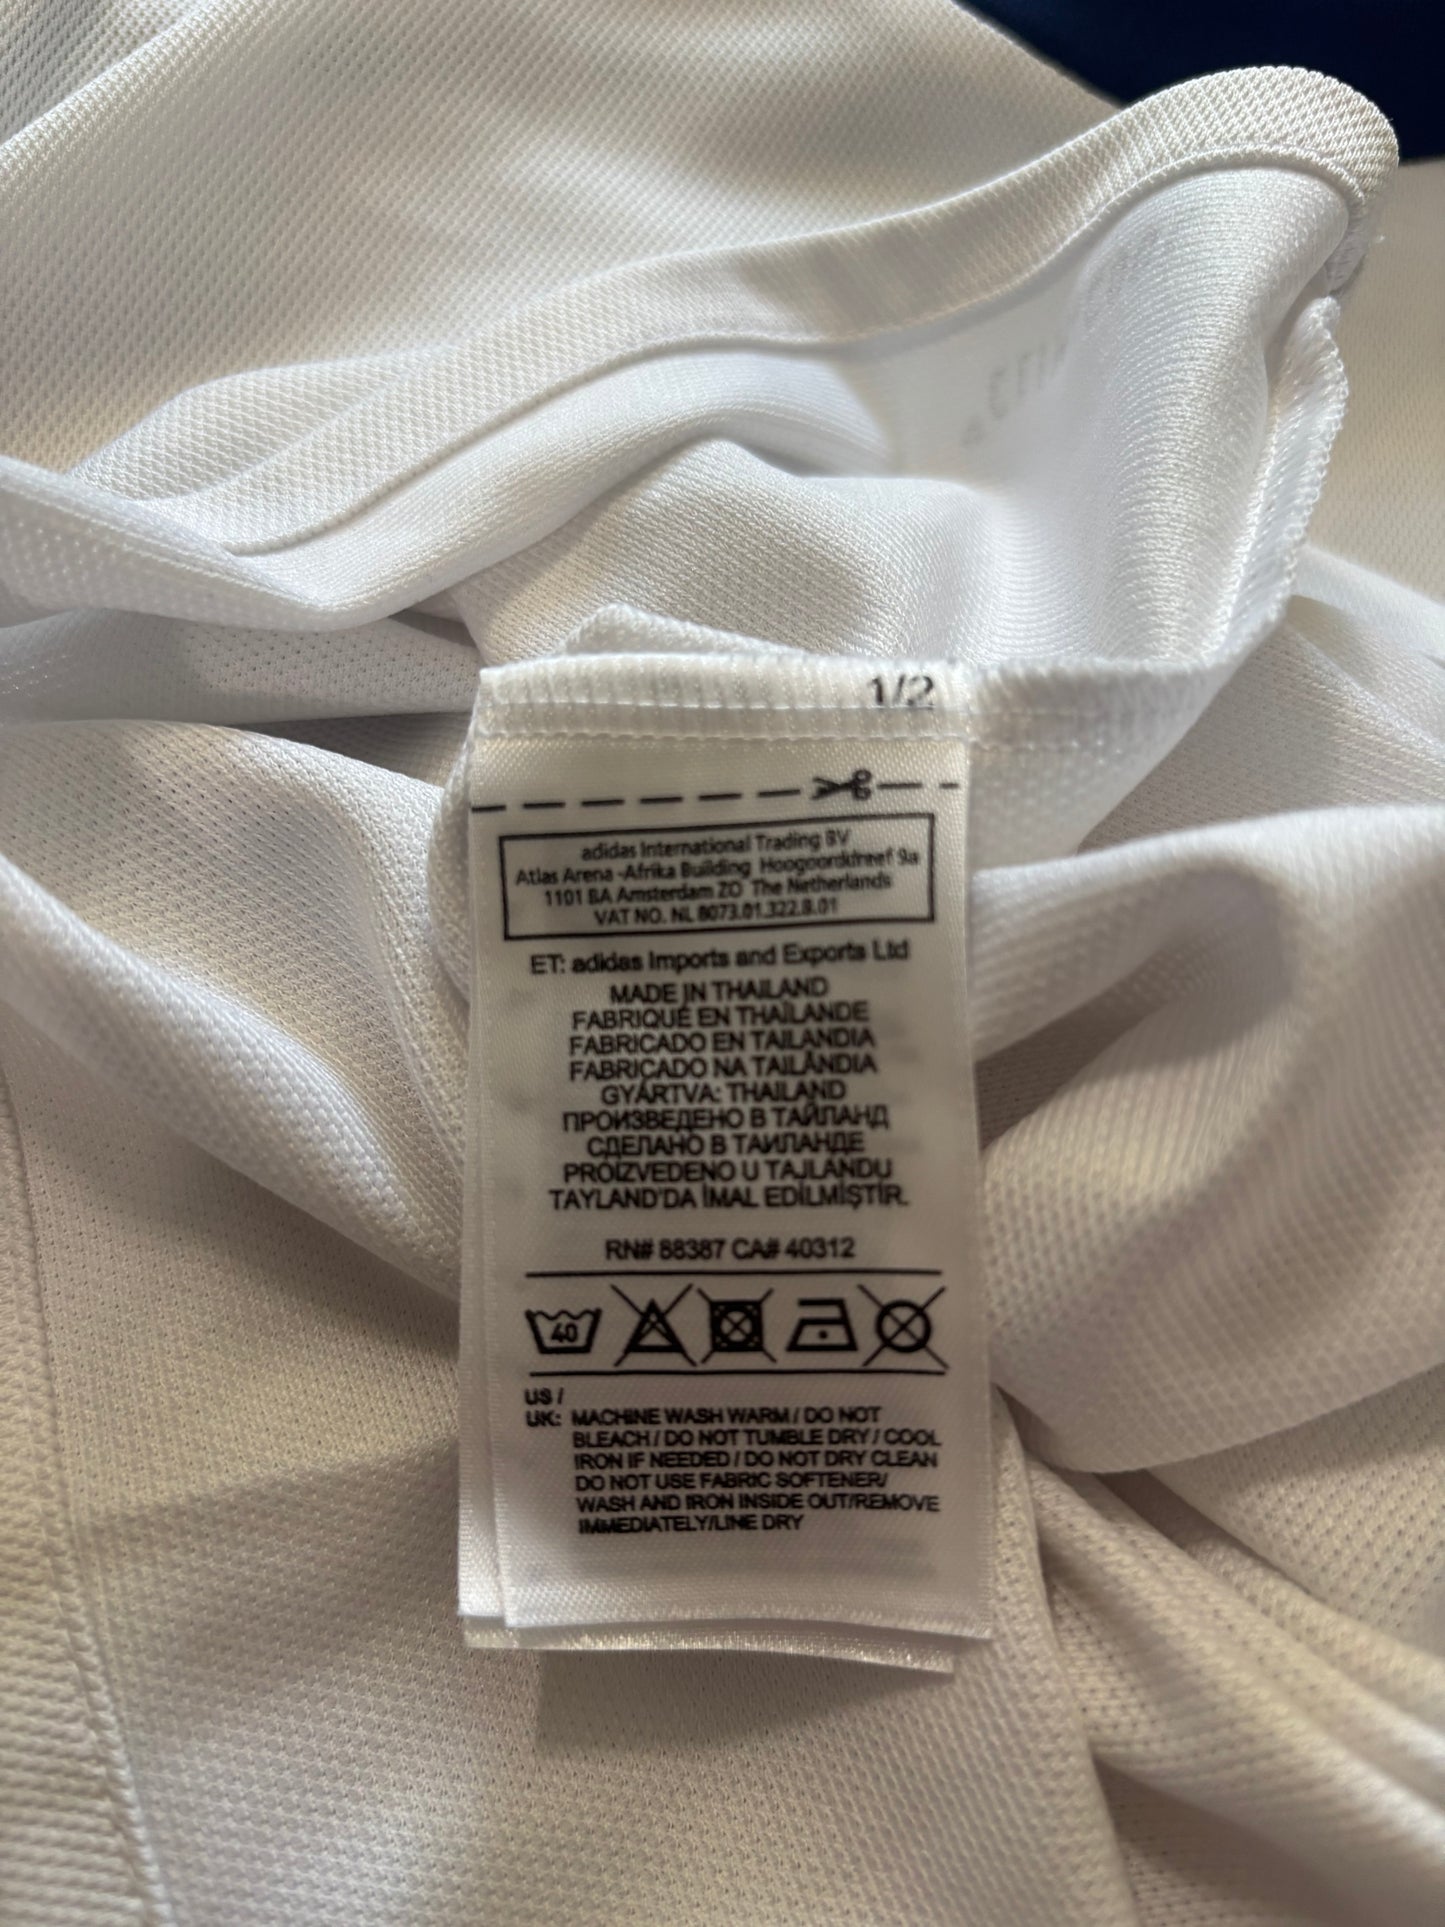 1/2
adidas International Trading BV
Atlas Arena -Afrika Building Hoogoorddreef 9a
1101 BA Amsterdam ZO The Netherlands
VAT NO. NL 8073.01.322.B.01
ET: adidas Imports and Exports Ltd
MADE IN THAILAND
FABRIQUÉ EN THAÏLANDE
FABRICADO EN TAILANDIA
FABRICADO NA TAILÂNDIA
GYÁRTVA: THAILAND
ПРОИЗВЕДЕНО В ТАЙЛАНД
СДЕЛАНО В ТАИЛАНДЕ
PROIZVEDENO U TAJLANDU
TAYLAND'DA İMAL EDİLMİŞTİR.
RN# 88387 CA# 40312
40
US /
UK: MACHINE WASH WARM / DO NOT
BLEACH / DO NOT TUMBLE DRY / COOL
IRON IF NEEDED / DO NOT DRY CLEAN
DO NOT USE FABRIC SOFTENER/
WASH AND IRON INSIDE OUT/REMOVE
IMMEDIATELY/LINE DRY